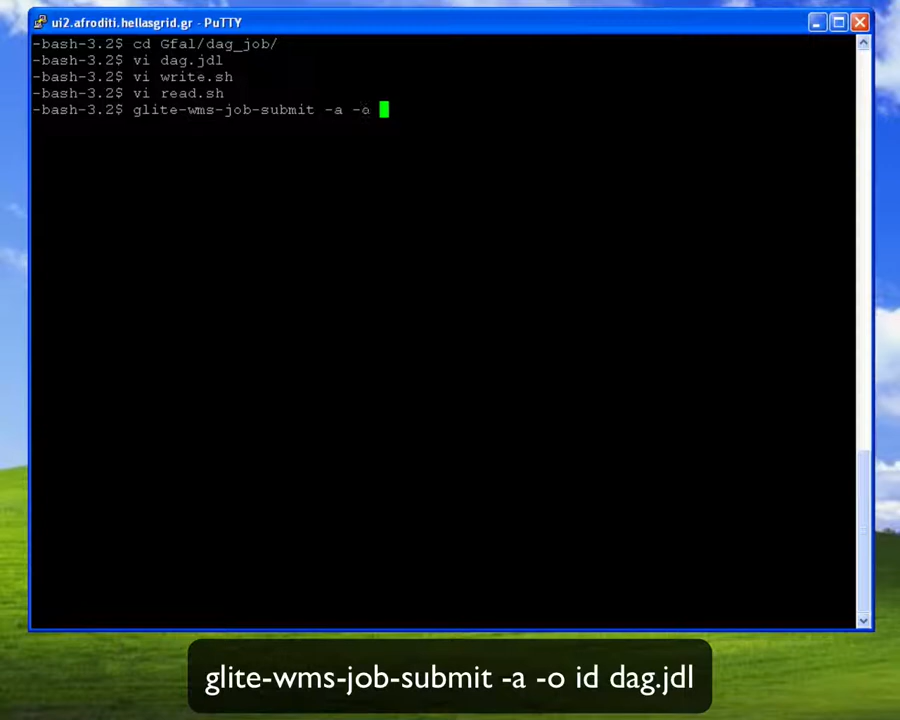 ui2.afroditi.hellasgrid.gr - PuTTY
-bash-3.2$ cd Gfal/dag_job/
-bash-3.2$ vi dag.jdl
-bash-3.2$ vi write.sh
-bash-3.2$ vi read.sh
-bash-3.2$ glite-wms-job-submit -a -o
glite-wms-job-submit -a -o id dag.jdl